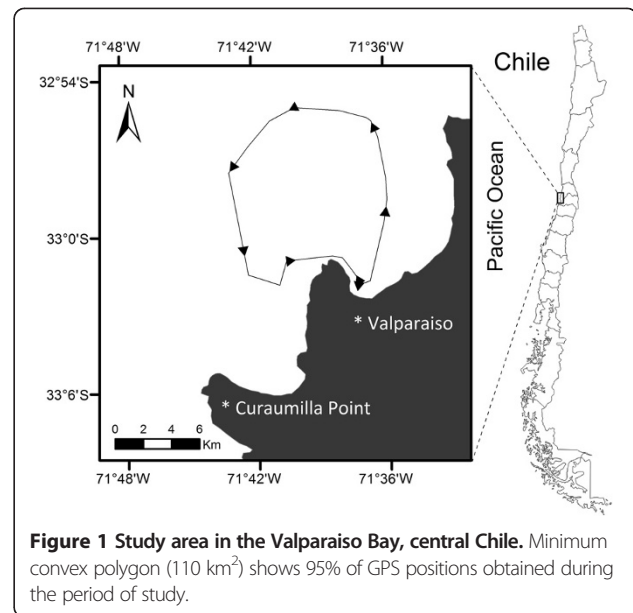 71°48'W 71°42'W 71°36'W
Chile
32°54'S
N
Pacific Ocean
33°0'S
* Valparaiso
33°6'S
* Curaumilla Point
0 2 4 6
Km
71°48'W 71°42'W 71°36'W
Figure 1 Study area in the Valparaiso Bay, central Chile. Minimum
convex polygon (110 km²) shows 95% of GPS positions obtained during
the period of study.